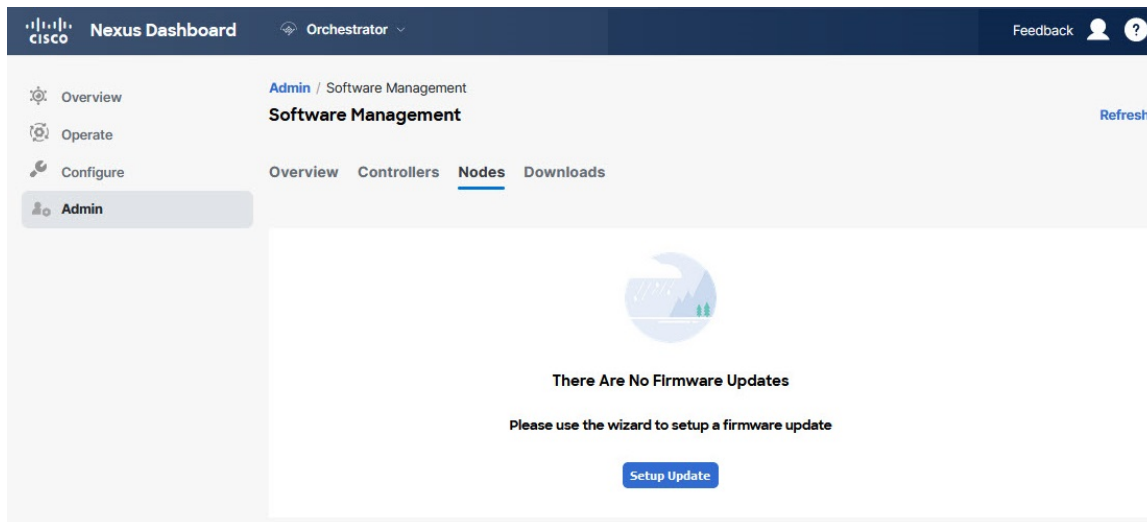 CISCO Nexus Dashboard Orchestrator Feedback ?
Overview
Operate
Configure
Admin
Admin / Software Management
Software Management
Refresh
Overview Controllers Nodes Downloads
There Are No FIrmware Updates
Please use the wizard to setup a firmware update
Setup Update